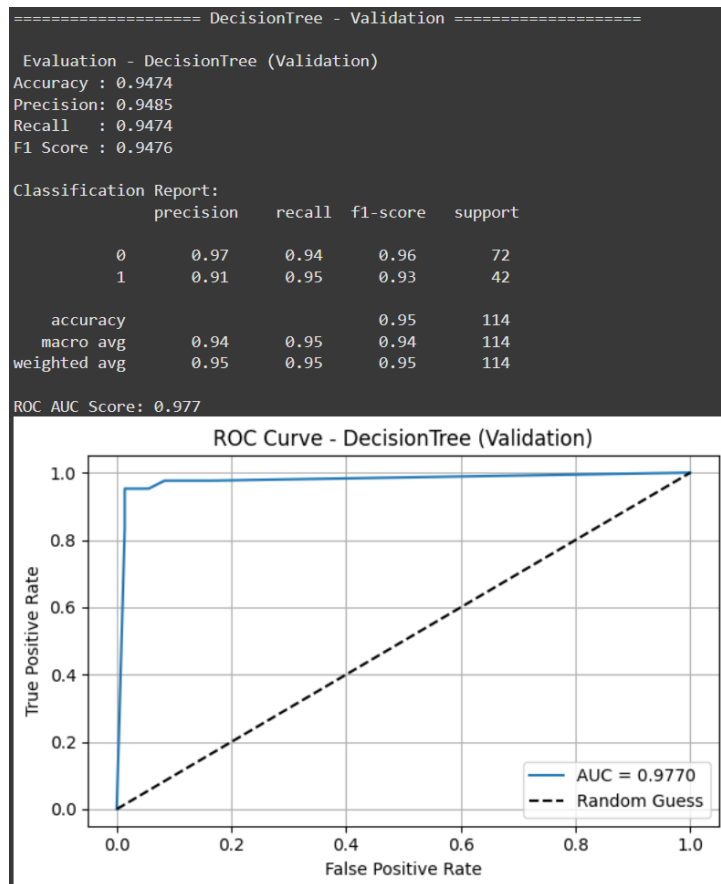 ==================== DecisionTree - Validation ====================
Evaluation - DecisionTree (Validation)
Accuracy : 0.9474
Precision: 0.9485
Recall   : 0.9474
F1 Score : 0.9476
Classification Report:
precision    recall  f1-score   support
0       0.97      0.94      0.96        72
1       0.91      0.95      0.93        42
accuracy                           0.95       114
macro avg       0.94      0.95      0.94       114
weighted avg       0.95      0.95      0.95       114
ROC AUC Score: 0.977
ROC Curve - DecisionTree (Validation)
1.0
0.8
0.6
0.4
0.2
0.0
True Positive Rate
AUC = 0.9770
Random Guess
0.0 0.2 0.4 0.6 0.8 1.0
False Positive Rate